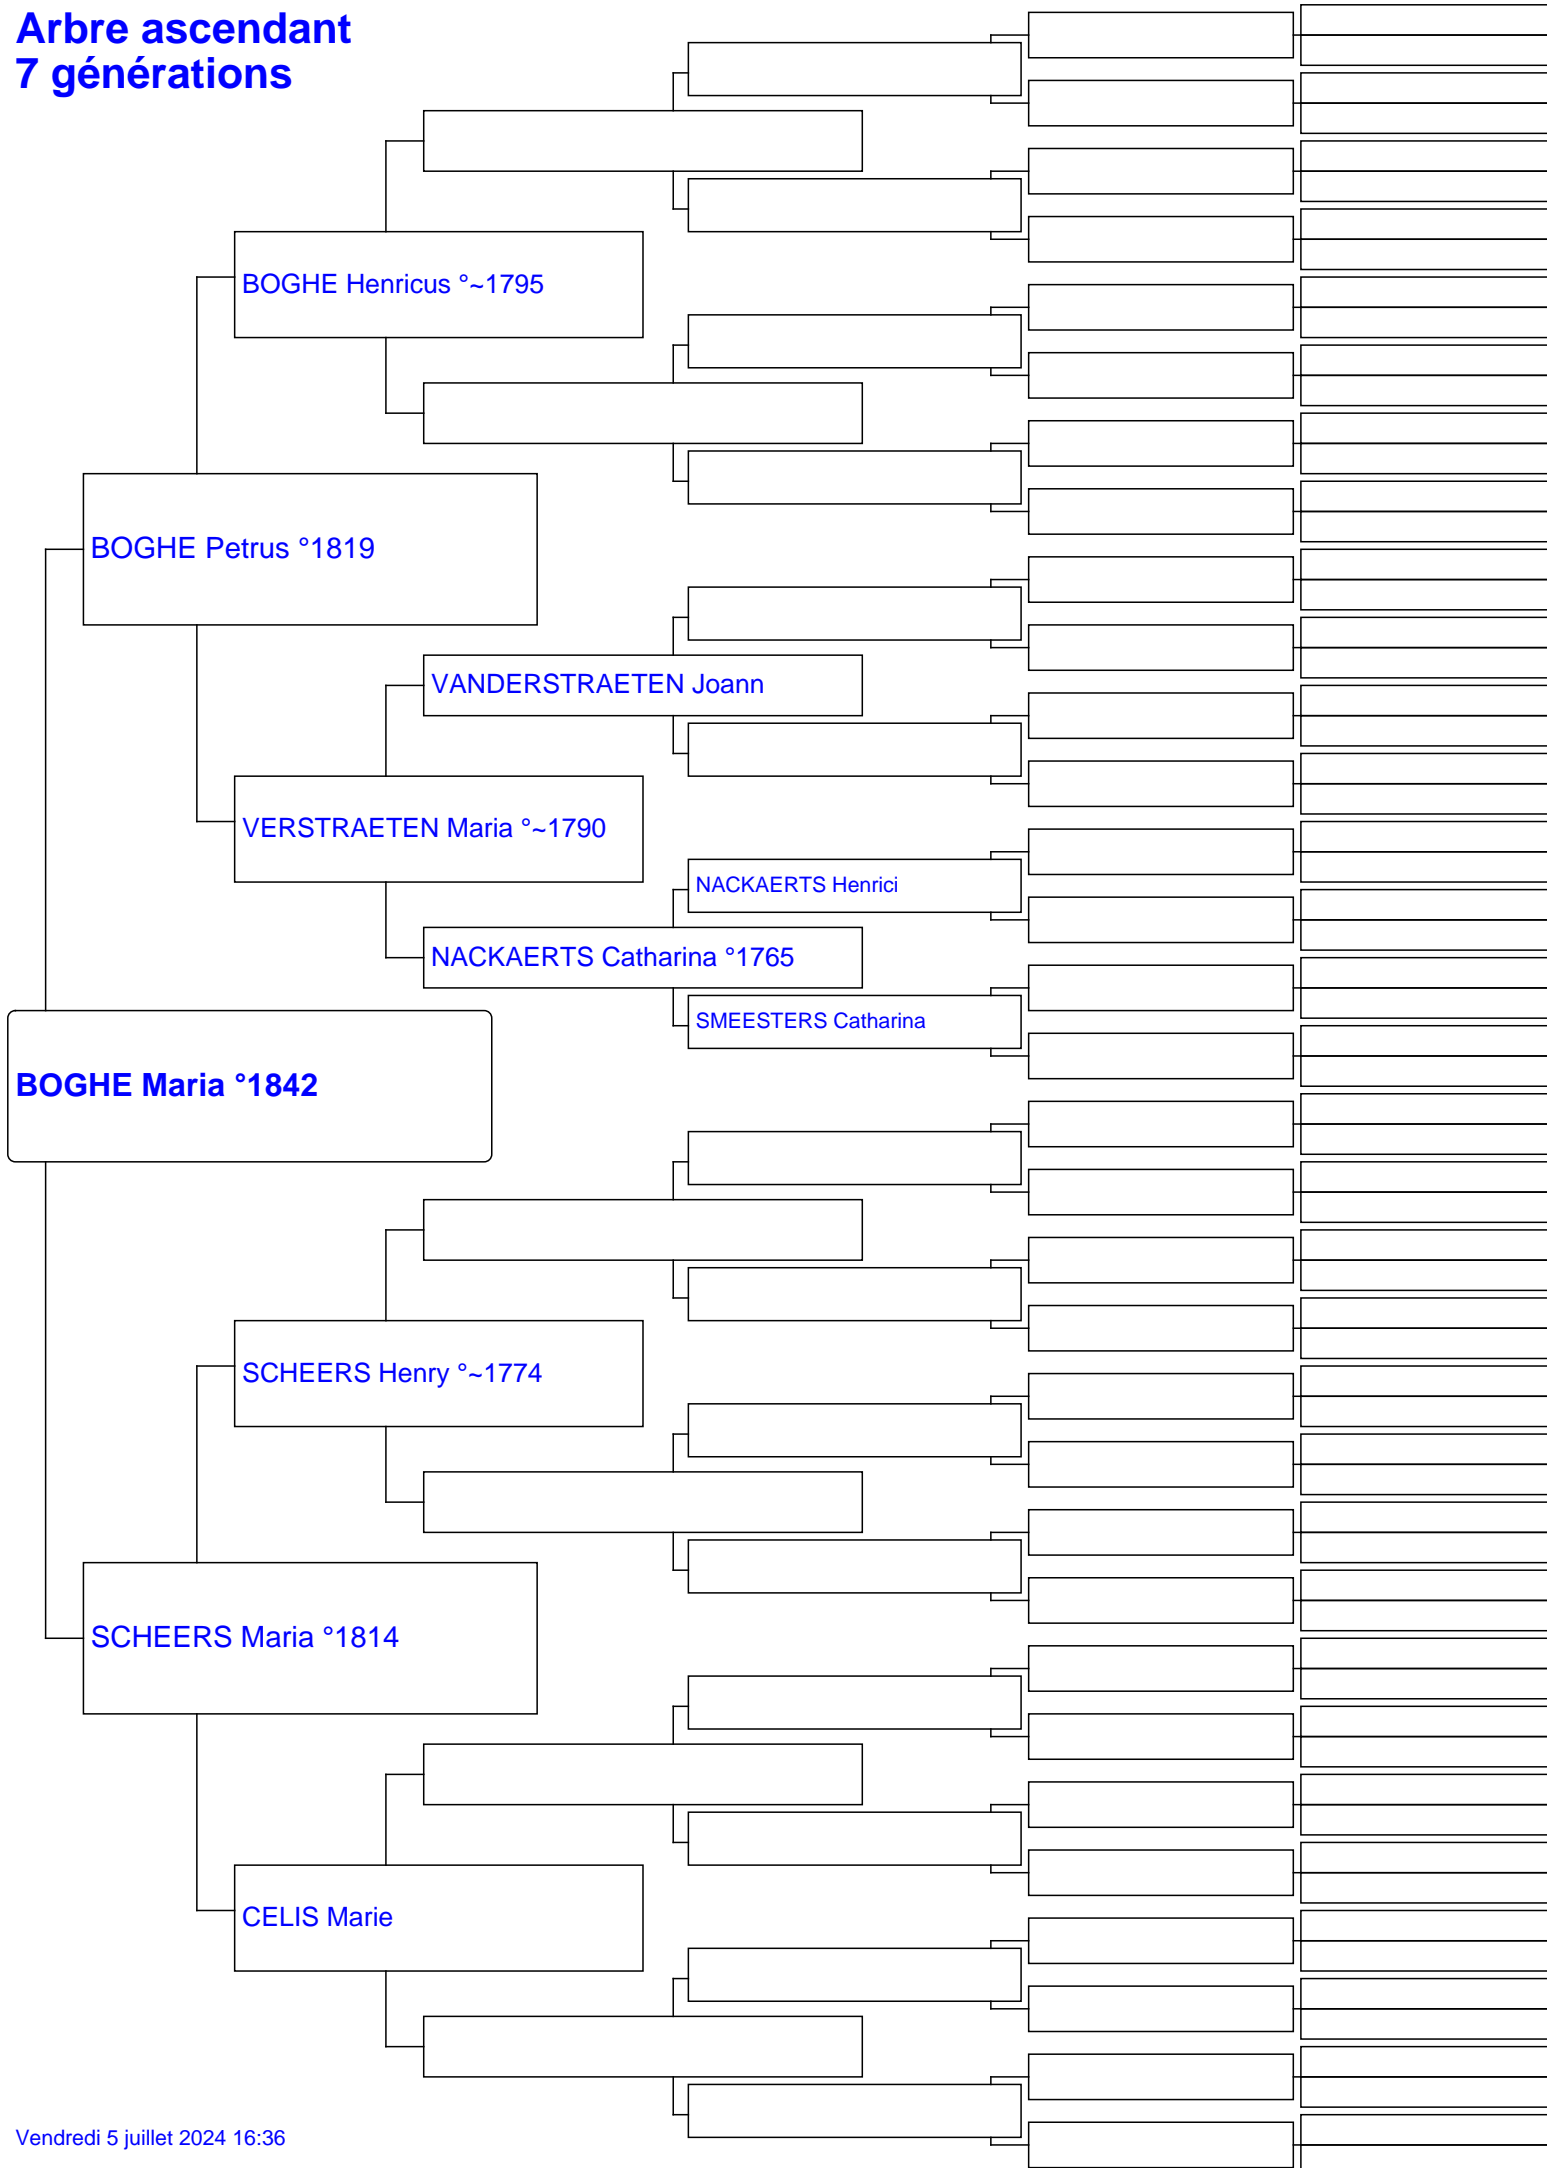 Arbre ascendant
7 générations
BOGHE Henricus °~1795
BOGHE Petrus °1819
VANDERSTRAETEN Joann
VERSTRAETEN Maria °~1790
NACKAERTS Henrici
NACKAERTS Catharina °1765
SMEESTERS Catharina
BOGHE Maria °1842
SCHEERS Henry °~1774
SCHEERS Maria °1814
CELIS Marie
Vendredi 5 juillet 2024 16:36